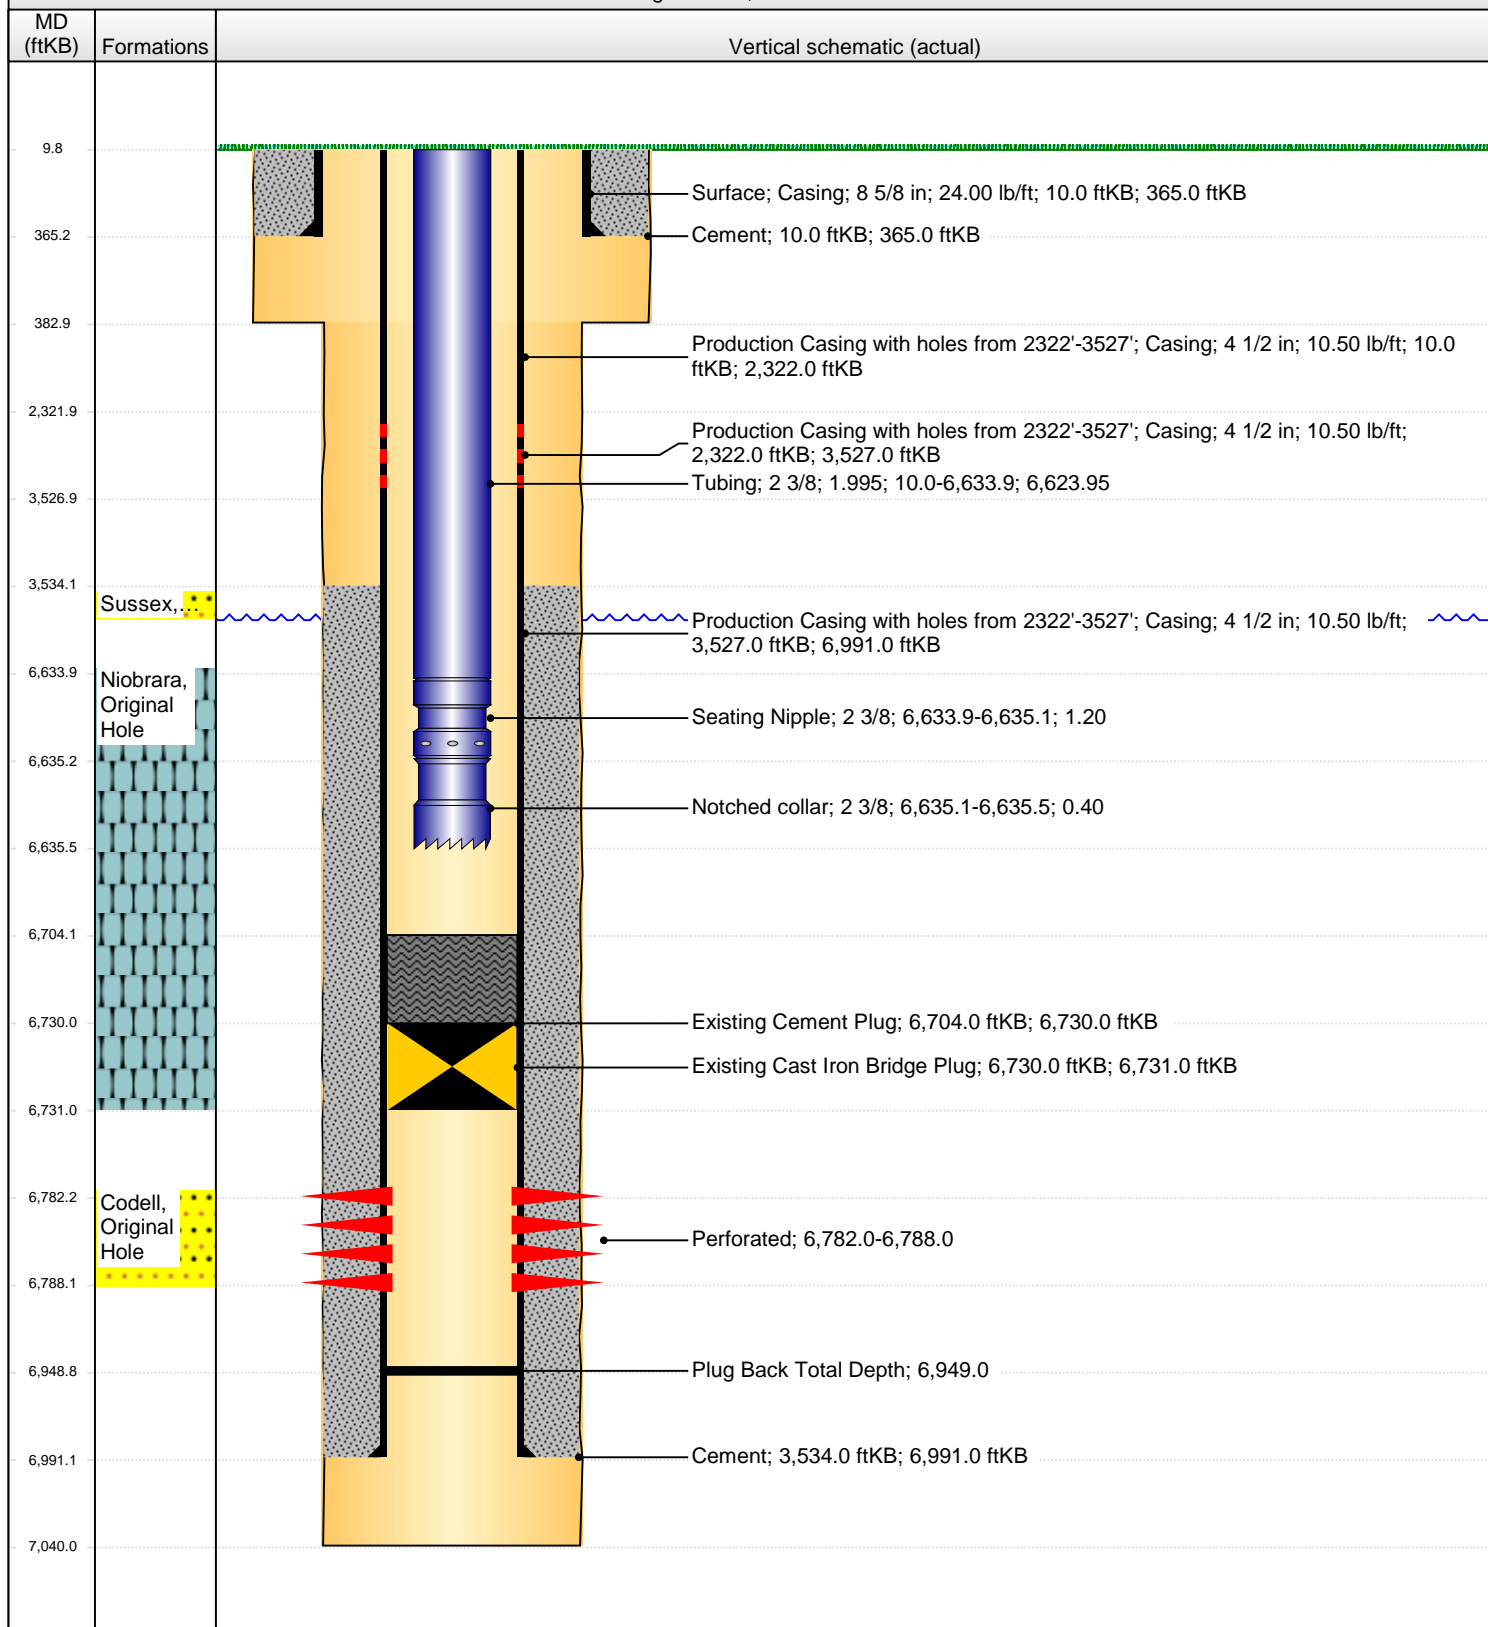 MD
(ftKB)
Formations
Vertical schematic (actual)
9.8
Surface; Casing; 8 5/8 in; 24.00 lb/ft; 10.0 ftKB; 365.0 ftKB
365.2
Cement; 10.0 ftKB; 365.0 ftKB
382.9
Production Casing with holes from 2322'-3527'; Casing; 4 1/2 in; 10.50 lb/ft; 10.0
ftKB; 2,322.0 ftKB
2,321.9
Production Casing with holes from 2322'-3527'; Casing; 4 1/2 in; 10.50 lb/ft;
2,322.0 ftKB; 3,527.0 ftKB
Tubing; 2 3/8; 1.995; 10.0-6,633.9; 6,623.95
3,526.9
3,534.1
Sussex,...
Production Casing with holes from 2322'-3527'; Casing; 4 1/2 in; 10.50 lb/ft;
3,527.0 ftKB; 6,991.0 ftKB
6,633.9
Niobrara,
Original
Hole
Seating Nipple; 2 3/8; 6,633.9-6,635.1; 1.20
6,635.2
Notched collar; 2 3/8; 6,635.1-6,635.5; 0.40
6,635.5
6,704.1
6,730.0
Existing Cement Plug; 6,704.0 ftKB; 6,730.0 ftKB
Existing Cast Iron Bridge Plug; 6,730.0 ftKB; 6,731.0 ftKB
6,731.0
6,782.2
Codell,
Original
Hole
Perforated; 6,782.0-6,788.0
6,788.1
6,948.8
Plug Back Total Depth; 6,949.0
6,991.1
Cement; 3,534.0 ftKB; 6,991.0 ftKB
7,040.0